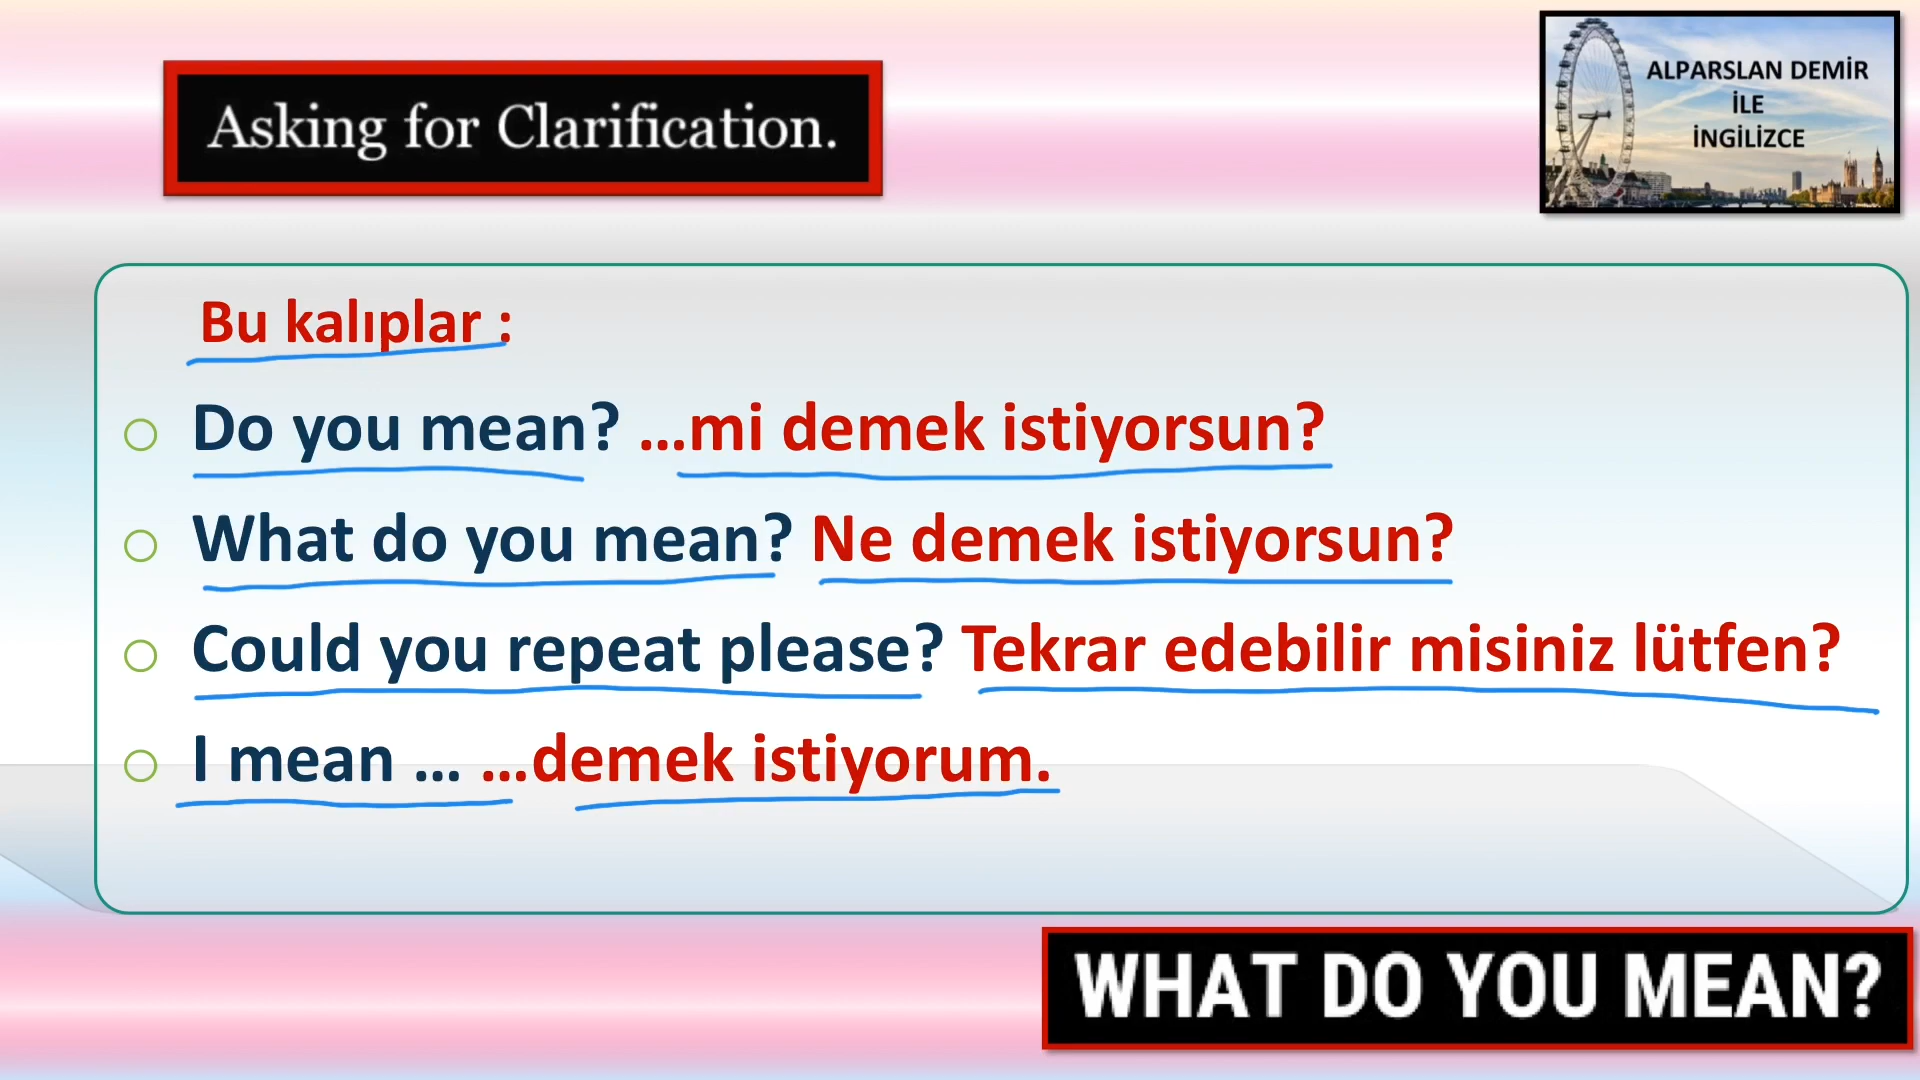 Asking for Clarification.
ALPARSLAN DEMİR
İLE
İNGİLİZCE
Bu kalıplar :
Do you mean? ...mi demek istiyorsun?
What do you mean? Ne demek istiyorsun?
Could you repeat please? Tekrar edebilir misiniz lütfen?
I mean ... ...demek istiyorum.
WHAT DO YOU MEAN?